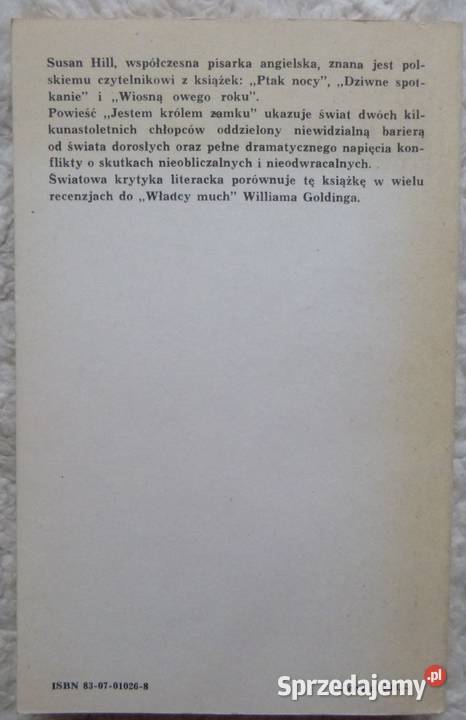 Susan Hill, współczesna pisarka angielska, znana jest pol-
skiemu czytelnikowi z książek: „Ptak nocy", „Dziwne spot-
kanie" i „Wiosną owego roku".
Powieść „Jestem królem zamku" ukazuje świat dwóch kil-
kunastoletnich chłopców oddzielony niewidzialną barierą
od świata dorosłych oraz pełne dramatycznego napięcia kon-
flikty o skutkach nieobliczalnych i nieodwracalnych.
Światowa krytyka literacka porównuje tę książkę w wielu
recenzjach do „Władcy much" Williama Goldinga.
ISBN 83-07-01026-8
Kup teraz na
Sprzedajemy.pl